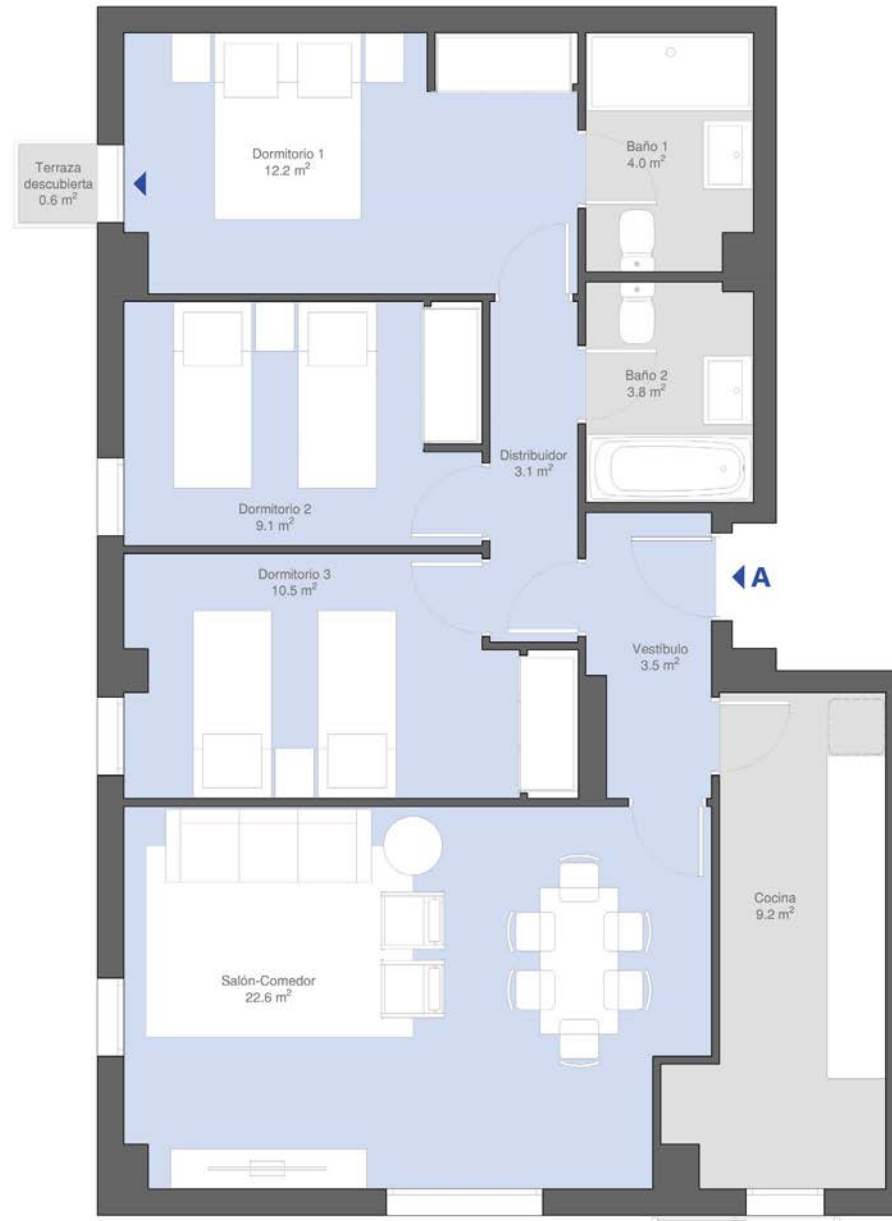 Dormitorio 1
12.2 m²
Baño 1
4.0 m²
Terraza
descubierta
0.6 m²
Baño 2
3.8 m²
Distribuidor
3.1 m²
Dormitorio 2
9.1 m²
Dormitorio 3
10.5 m²
A
Vestíbulo
3.5 m²
Cocina
9.2 m²
Salón-Comedor
22.6 m²